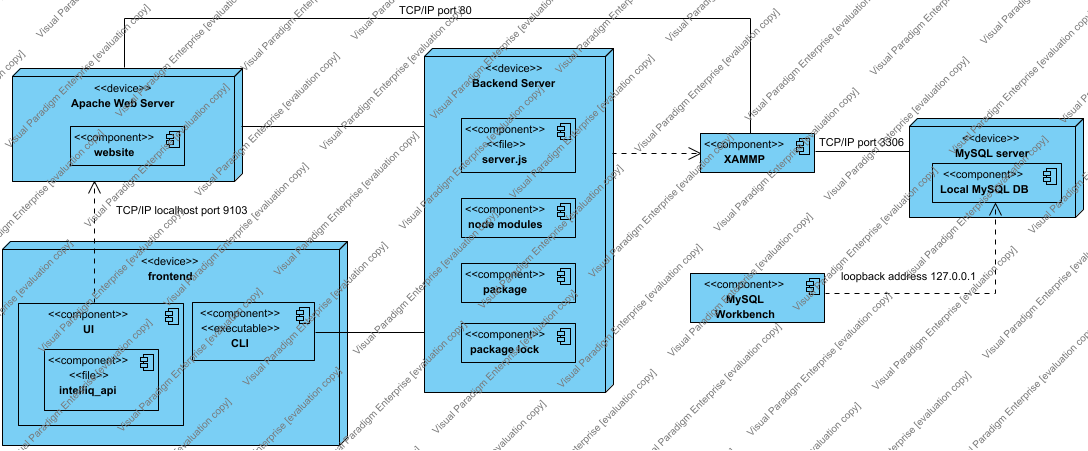 TCP/IP port 80
<<device>>
Apache Web Server
<<component>>
website
TCP/IP localhost port 9103
<<device>>
frontend
<<component>>
UI
<<component>>
<<file>>
intelliq_api
<<component>>
<<executable>>
CLI
<<device>>
Backend Server
<<component>>
<<file>>
server.js
<<component>>
node modules
<<component>>
package
<<component>>
package lock
<<component>>
XAMMP
TCP/IP port 3306
<<device>>
MySQL server
<<component>>
Local MySQL DB
loopback address 127.0.0.1
<<component>>
MySQL
Workbench
Visual Paradigm Enterprise [evaluation copy]